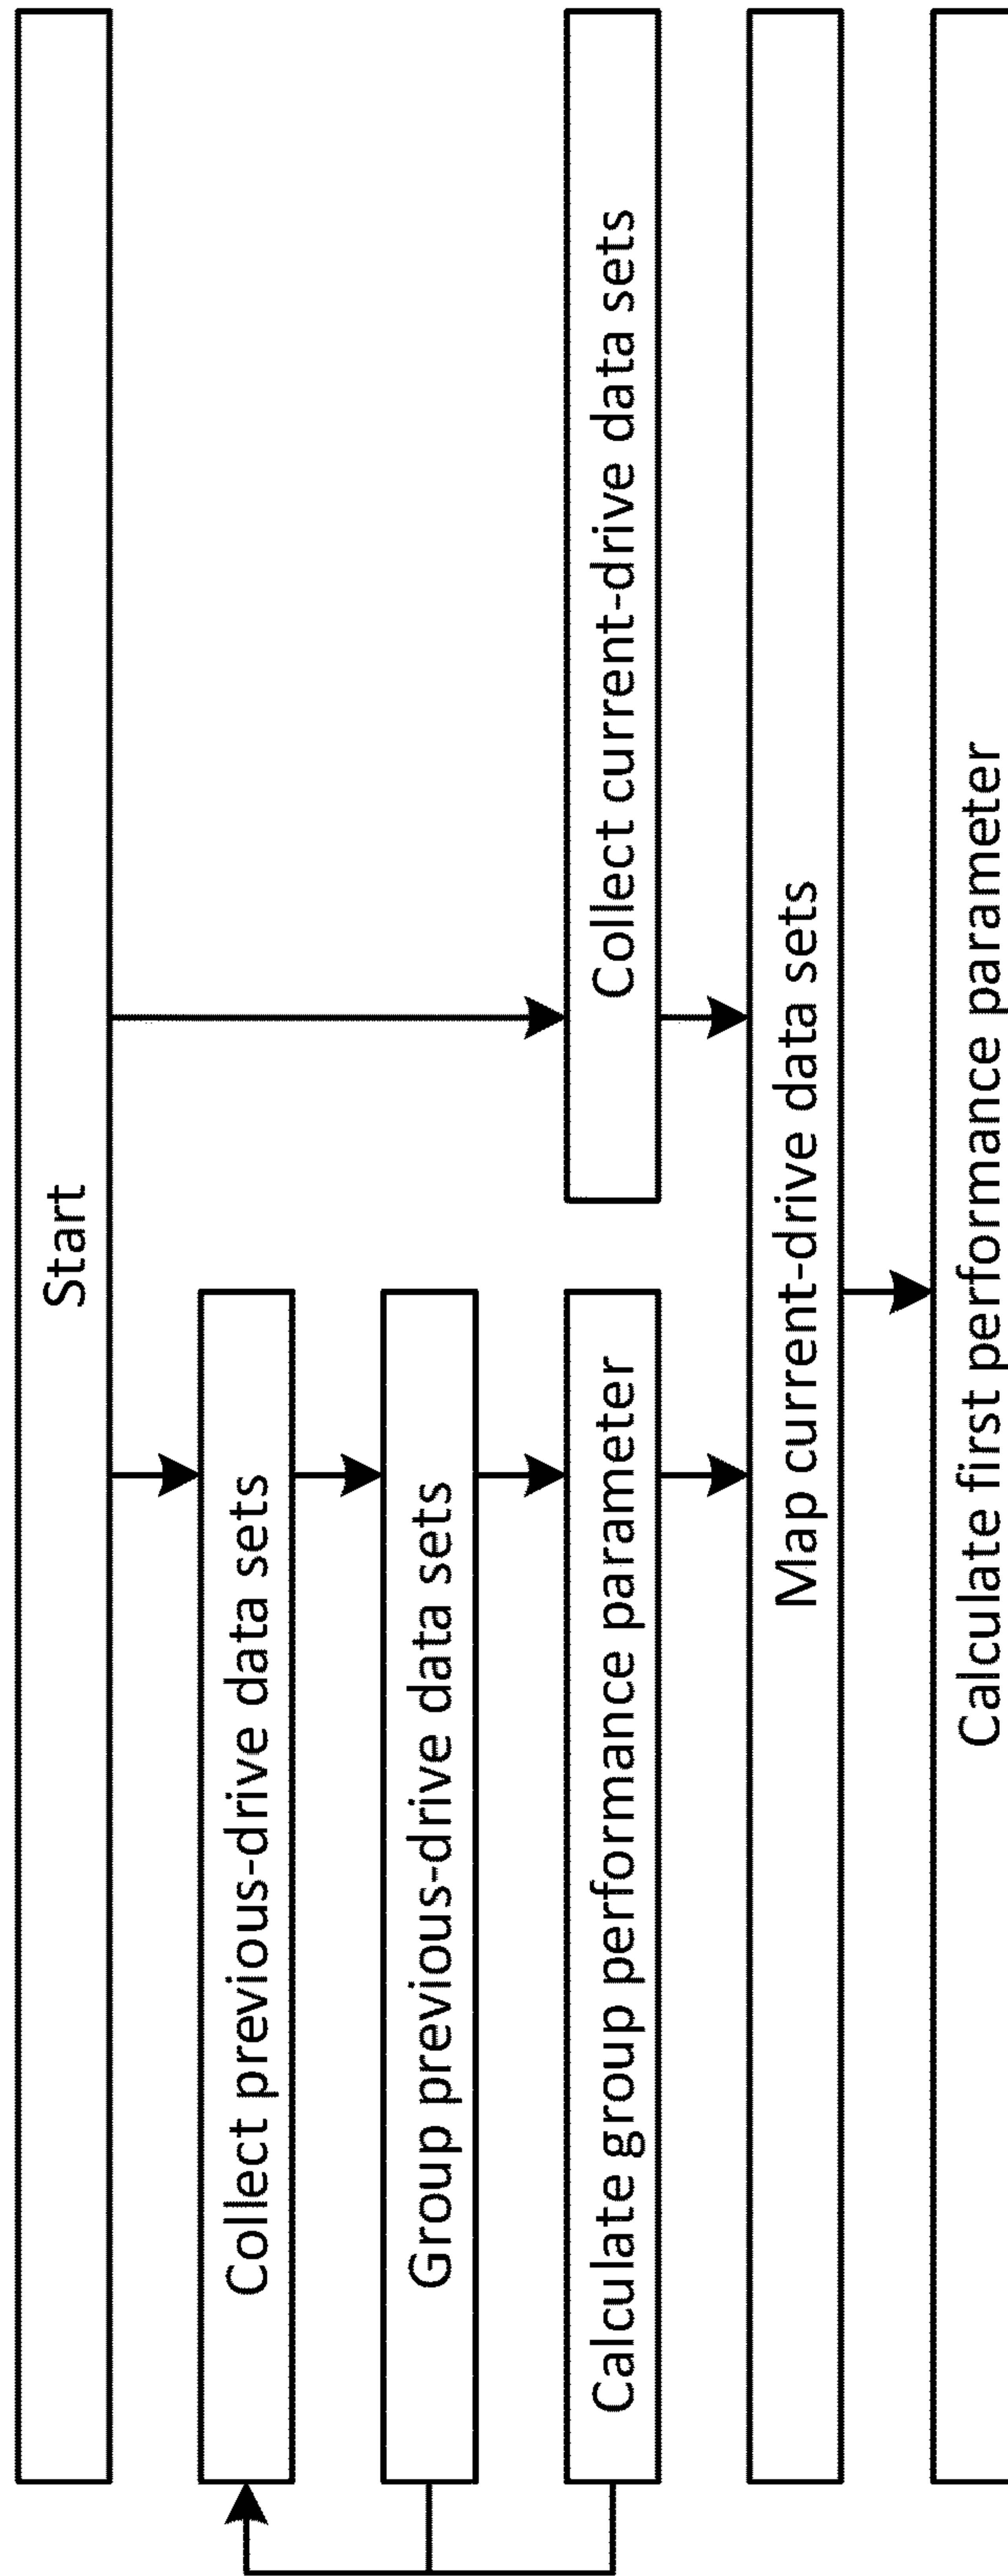 Start
Collect previous-drive data sets
Group previous-drive data sets
Calculate group performance parameter
Collect current-drive data sets
Map current-drive data sets
Calculate first performance parameter